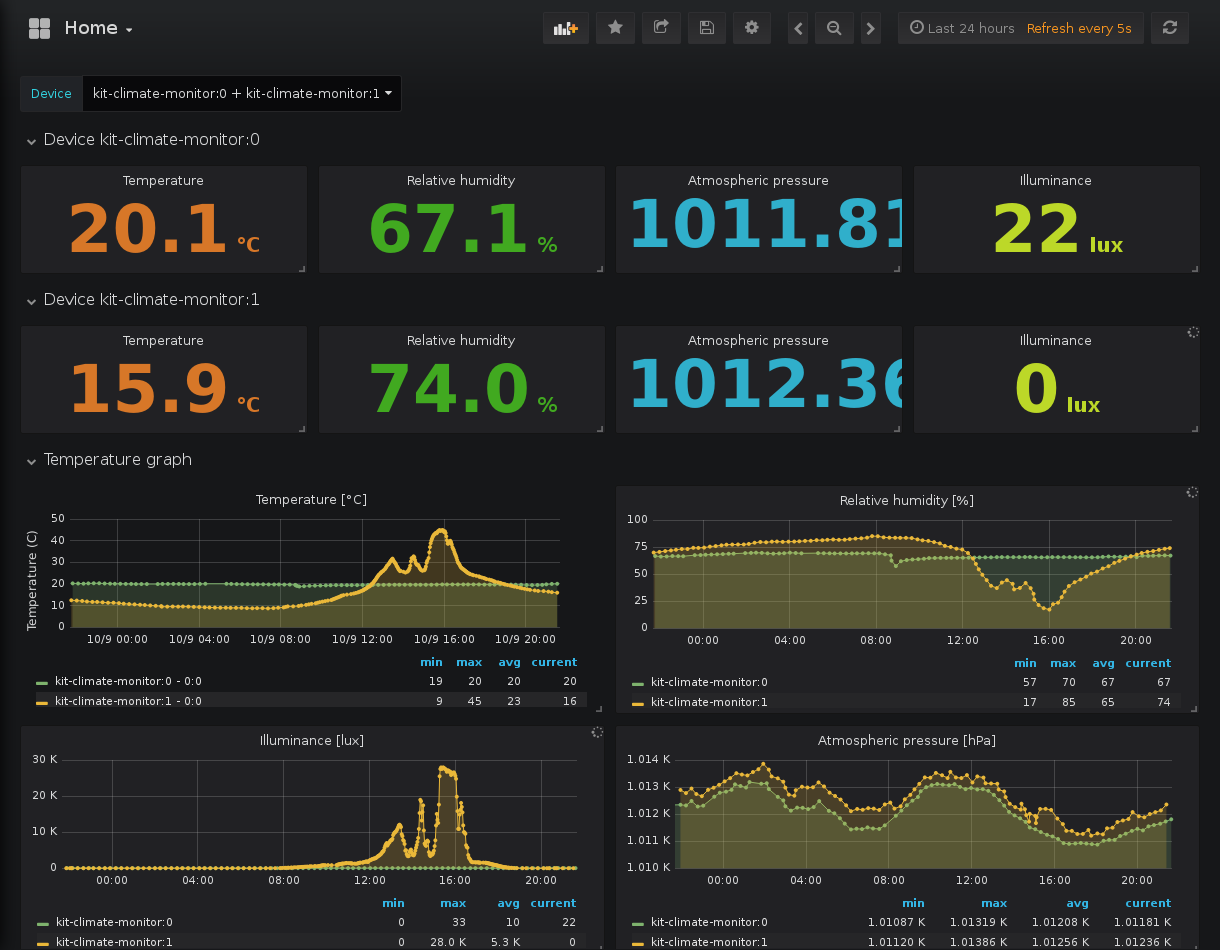 Home
Last 24 hours Refresh every 5s
Device kit-climate-monitor:0 + kit-climate-monitor:1
Device kit-climate-monitor:0
Temperature Relative humidity Atmospheric pressure Illuminance
20.1 °C 67.1 % 1011.81 22 lux
Device kit-climate-monitor:1
Temperature Relative humidity Atmospheric pressure Illuminance
15.9 °C 74.0 % 1012.36 0 lux
Temperature graph
Temperature [°C]
Temperature (C)
50
40
30
20
10
0
10/9 00:00 10/9 04:00 10/9 08:00 10/9 12:00 10/9 16:00 10/9 20:00
min max avg current
kit-climate-monitor:0 - 0:0 19 20 20 20
kit-climate-monitor:1 - 0:0 9 45 23 16
Relative humidity [%]
100
75
50
25
0
00:00 04:00 08:00 12:00 16:00 20:00
min max avg current
kit-climate-monitor:0 57 70 67 67
kit-climate-monitor:1 17 85 65 74
Illuminance [lux]
30 K
20 K
10 K
0
00:00 04:00 08:00 12:00 16:00 20:00
min max avg current
kit-climate-monitor:0 0 33 10 22
kit-climate-monitor:1 0 28.0 K 5.3 K 0
Atmospheric pressure [hPa]
1.014 K
1.013 K
1.012 K
1.011 K
1.010 K
00:00 04:00 08:00 12:00 16:00 20:00
min max avg current
kit-climate-monitor:0 1.01087 K 1.01319 K 1.01208 K 1.01181 K
kit-climate-monitor:1 1.01120 K 1.01386 K 1.01256 K 1.01236 K